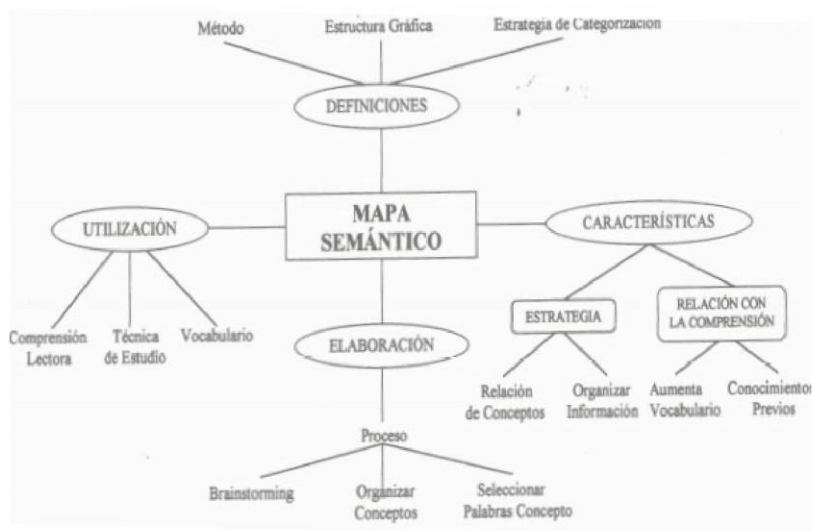 Método
Estructura Gráfica
Estrategia de Categorización
DEFINICIONES
UTILIZACIÓN
MAPA
SEMÁNTICO
CARACTERÍSTICAS
Comprensión
Lectora
Técnica
de Estudio
Vocabulario
ELABORACIÓN
ESTRATEGIA
RELACIÓN CON
LA COMPRENSIÓN
Relación
de Conceptos
Organizar
Información
Aumenta
Vocabulario
Conocimientos
Previos
Proceso
Brainstorming
Organizar
Conceptos
Seleccionar
Palabras Concepto